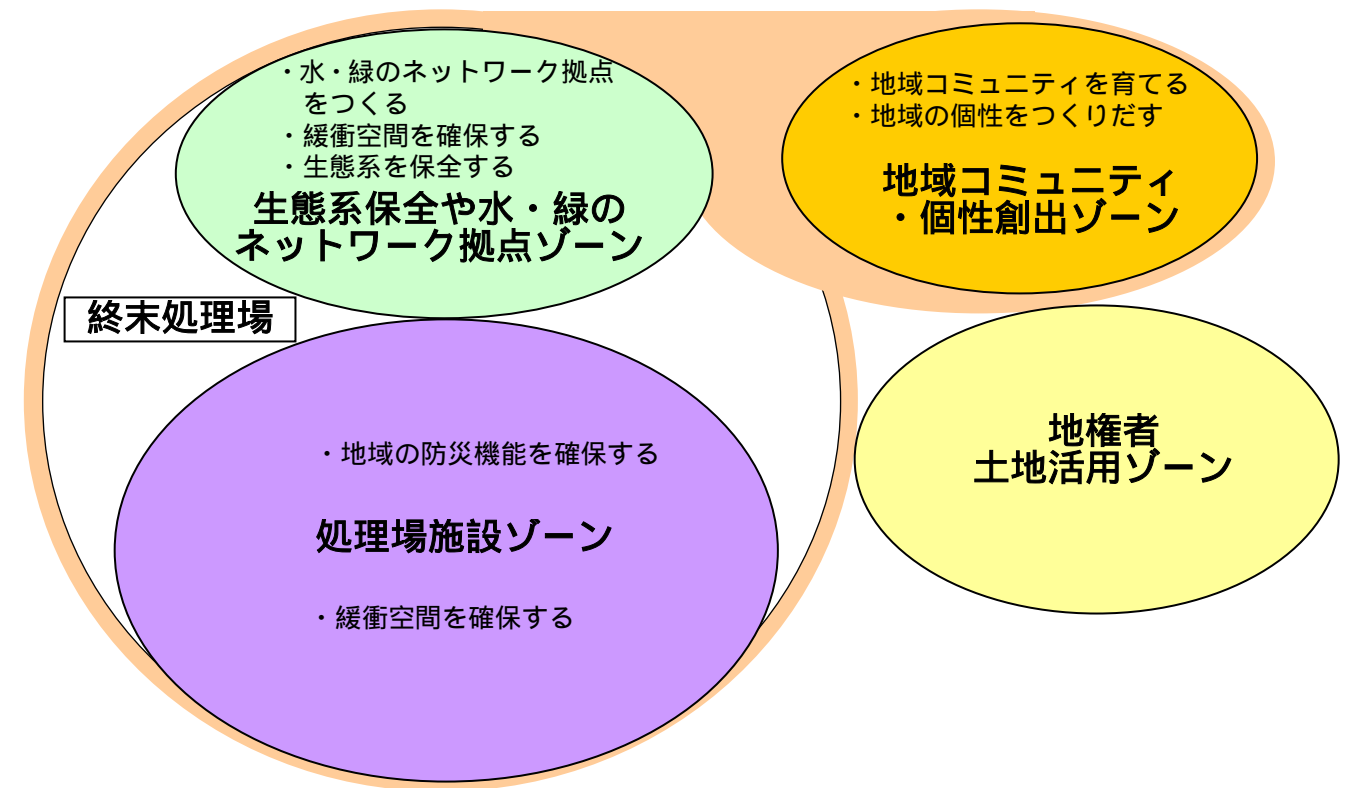 ・水・緑のネットワーク拠点
をつくる
・緩衝空間を確保する
・生態系を保全する
生態系保全や水・緑の
ネットワーク拠点ゾーン
・地域コミュニティを育てる
・地域の個性をつくりだす
地域コミュニティ
・個性創出ゾーン
終末処理場
・地域の防災機能を確保する
処理場施設ゾーン
・緩衝空間を確保する
地権者
土地活用ゾーン